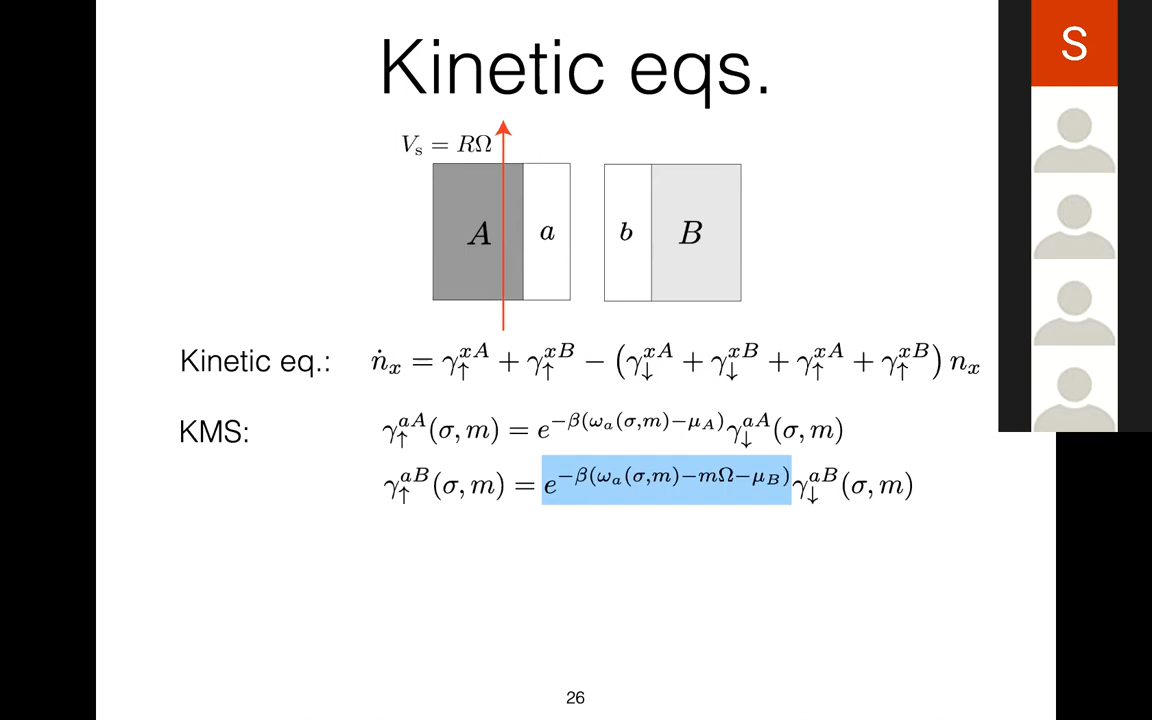 Kinetic eqs.
S
V_s = RΩ
A a b B
Kinetic eq.: ṅ_x = γ_↑^{xA} + γ_↑^{xB} − (γ_↓^{xA} + γ_↓^{xB} + γ_↑^{xA} + γ_↑^{xB}) n_x
KMS: γ_↑^{aA}(σ, m) = e^{−β(ω_a(σ,m)−μ_A)} γ_↓^{aA}(σ, m)
γ_↑^{aB}(σ, m) = e^{−β(ω_a(σ,m)−mΩ−μ_B)} γ_↓^{aB}(σ, m)
26